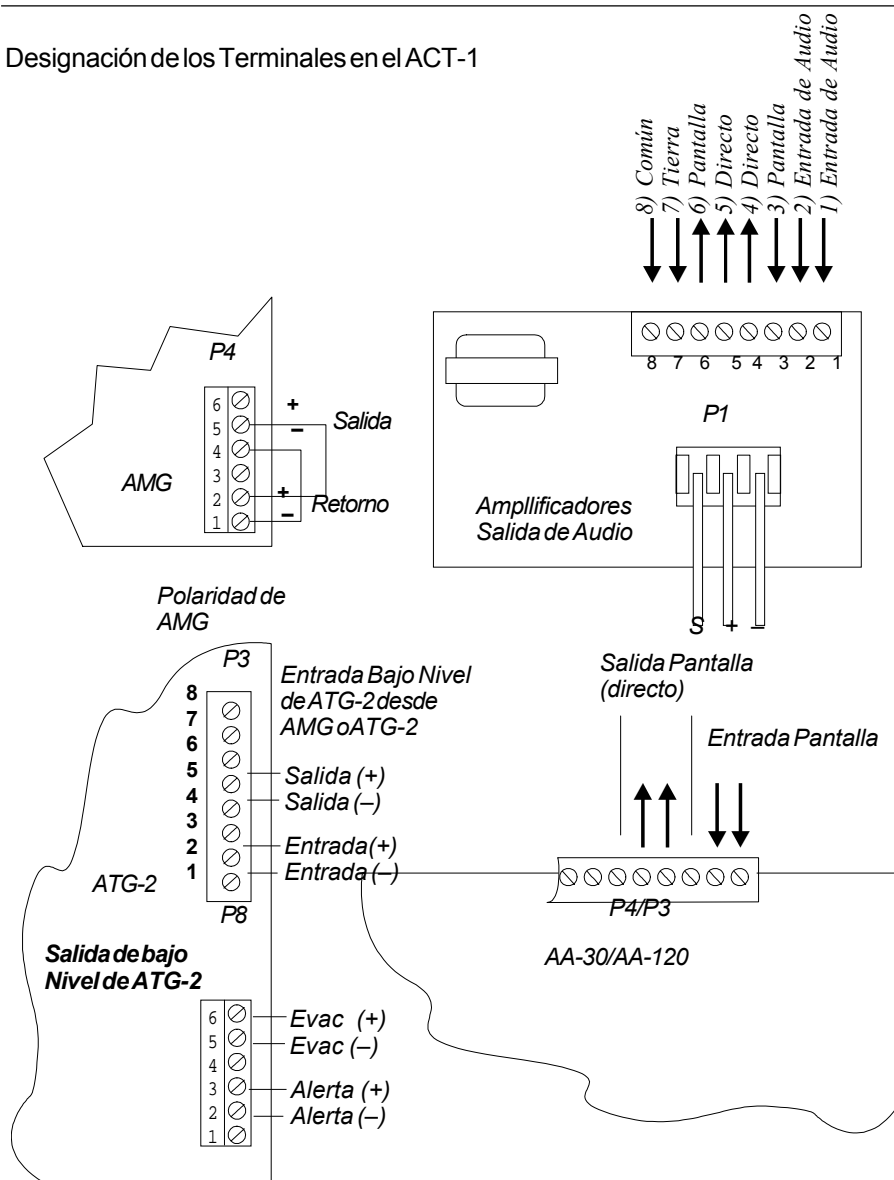 Designación de los Terminales en el ACT-1
8) Común
7) Tierra
6) Pantalla
5) Directo
4) Directo
3) Pantalla
2) Entrada de Audio
1) Entrada de Audio
8 7 6 5 4 3 2 1
P1
Ampllificadores
Salida de Audio
S + –
P4
6
5
4
3
2
1
+
–
Salida
+
–
Retorno
AMG
Polaridad de
AMG
P3
8
7
6
5
4
3
2
1
Entrada Bajo Nivel
de ATG-2 desde
AMG o ATG-2
Salida (+)
Salida (–)
Entrada (+)
Entrada (–)
ATG-2
P8
Salida de bajo
Nivel de ATG-2
6
5
4
3
2
1
Evac (+)
Evac (–)
Alerta (+)
Alerta (–)
Salida Pantalla
(directo)
Entrada Pantalla
P4/P3
AA-30/AA-120